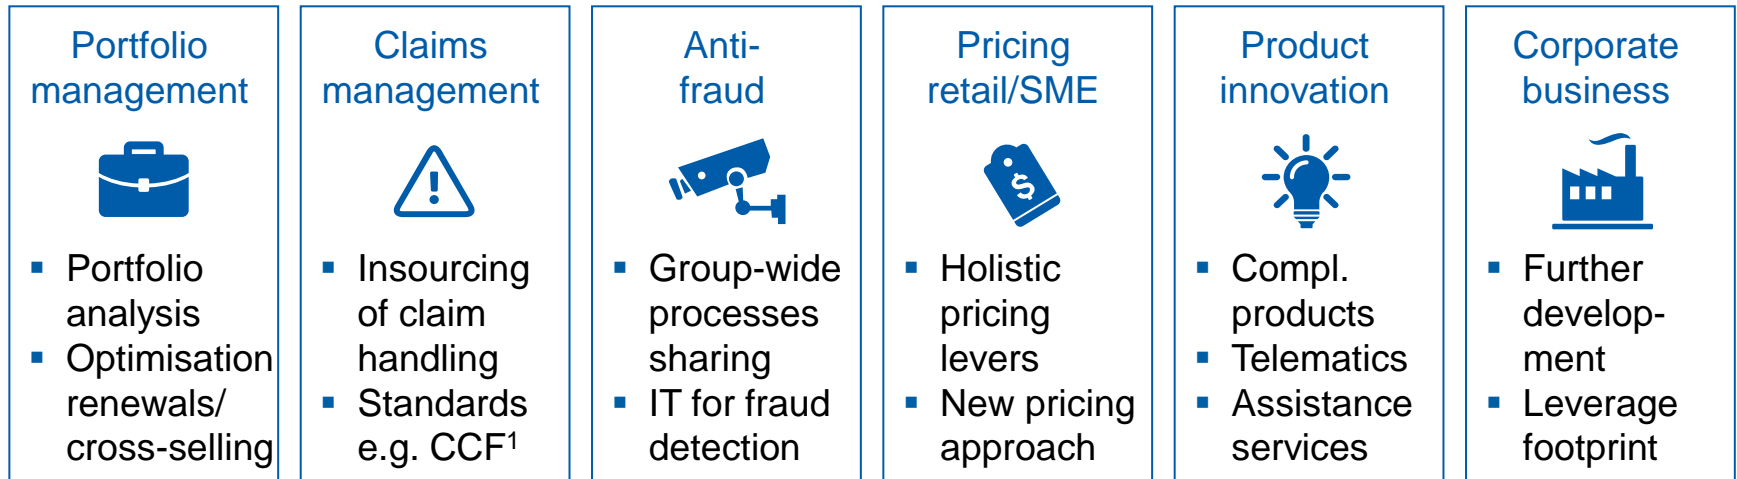 Portfolio
management
▪ Portfolio
analysis
▪ Optimisation
renewals/
cross-selling
Claims
management
▪ Insourcing
of claim
handling
▪ Standards
e.g. CCF¹
Anti-
fraud
▪ Group-wide
processes
sharing
▪ IT for fraud
detection
Pricing
retail/SME
$
▪ Holistic
pricing
levers
▪ New pricing
approach
Product
innovation
▪ Compl.
products
▪ Telematics
▪ Assistance
services
Corporate
business
▪ Further
develop-
ment
▪ Leverage
footprint